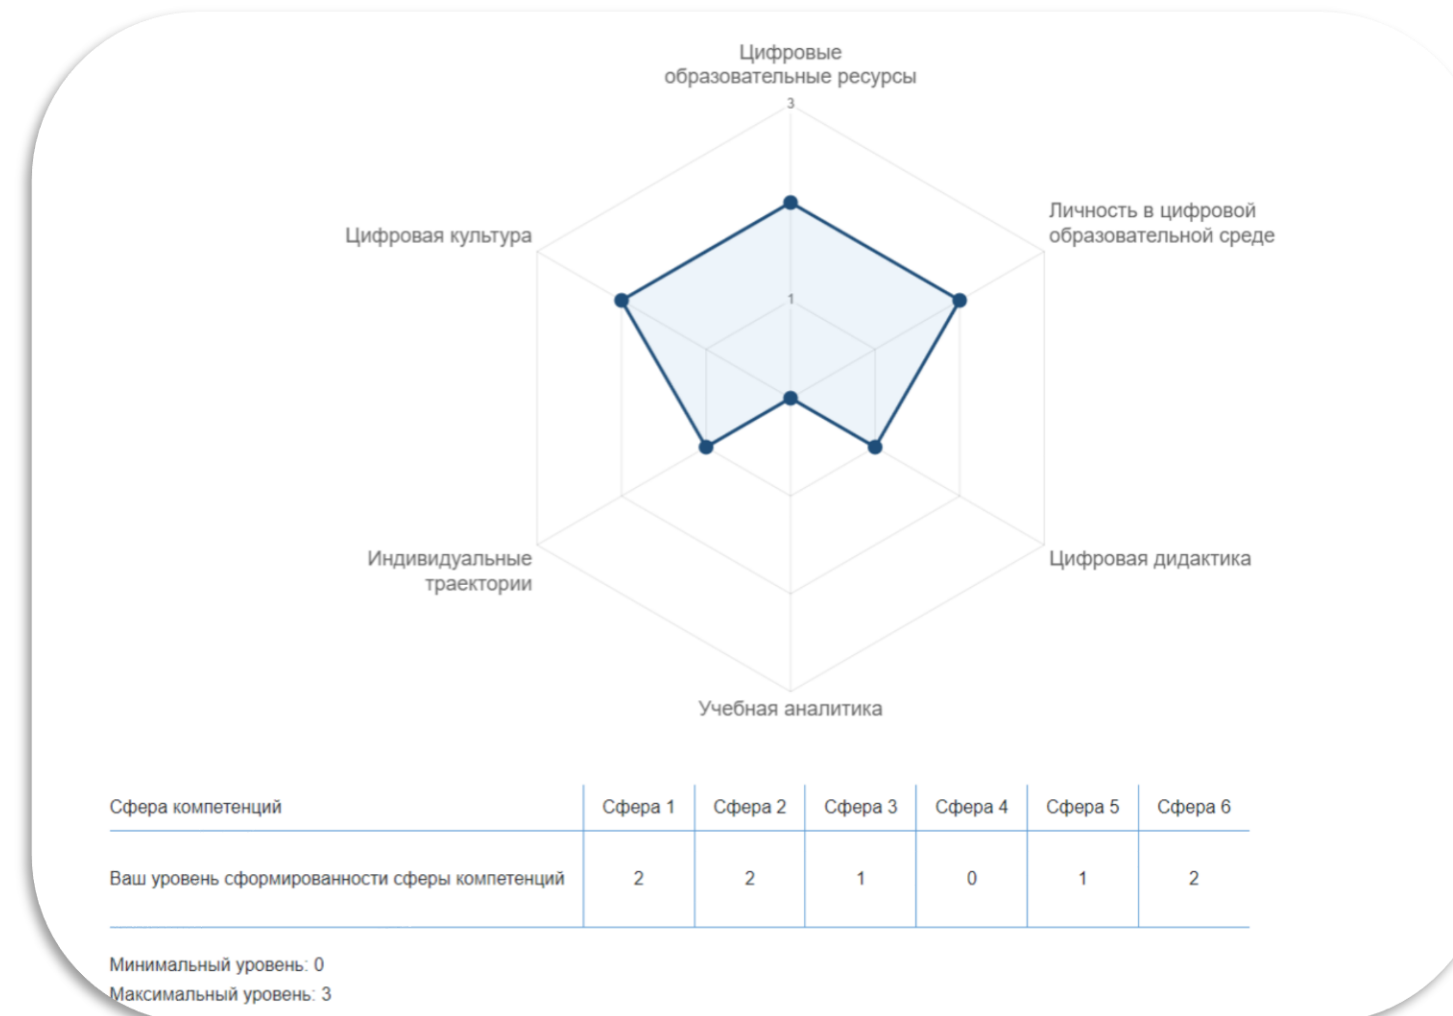 Цифровые
образовательные ресурсы
3
Личность в цифровой
образовательной среде
Цифровая культура
1
Индивидуальные
траектории
Цифровая дидактика
Учебная аналитика
Сфера компетенций Сфера 1 Сфера 2 Сфера 3 Сфера 4 Сфера 5 Сфера 6
Ваш уровень сформированности сферы компетенций 2 2 1 0 1 2
Минимальный уровень: 0
Максимальный уровень: 3